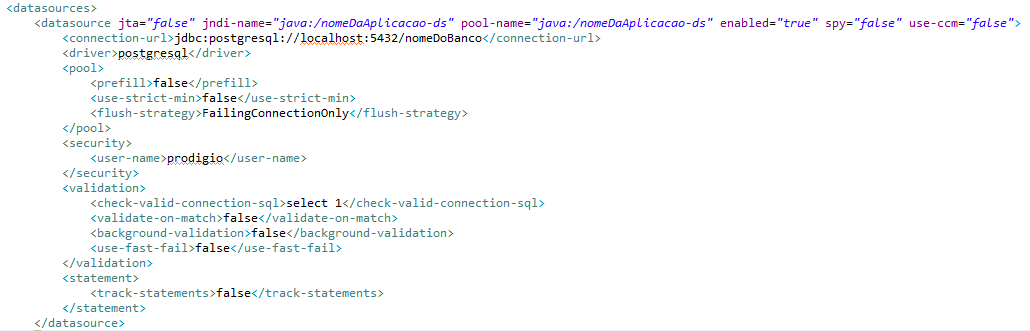 <datasources>
<datasource jta="false" jndi-name="java:/nomeDaAplicacao-ds" pool-name="java:/nomeDaAplicacao-ds" enabled="true" spy="false" use-ccm="false">
<connection-url>jdbc:postgresql://localhost:5432/nomeDoBanco</connection-url>
<driver>postgresql</driver>
<pool>
<prefill>false</prefill>
<use-strict-min>false</use-strict-min>
<flush-strategy>FailingConnectionOnly</flush-strategy>
</pool>
<security>
<user-name>prodigio</user-name>
</security>
<validation>
<check-valid-connection-sql>select 1</check-valid-connection-sql>
<validate-on-match>false</validate-on-match>
<background-validation>false</background-validation>
<use-fast-fail>false</use-fast-fail>
</validation>
<statement>
<track-statements>false</track-statements>
</statement>
</datasource>